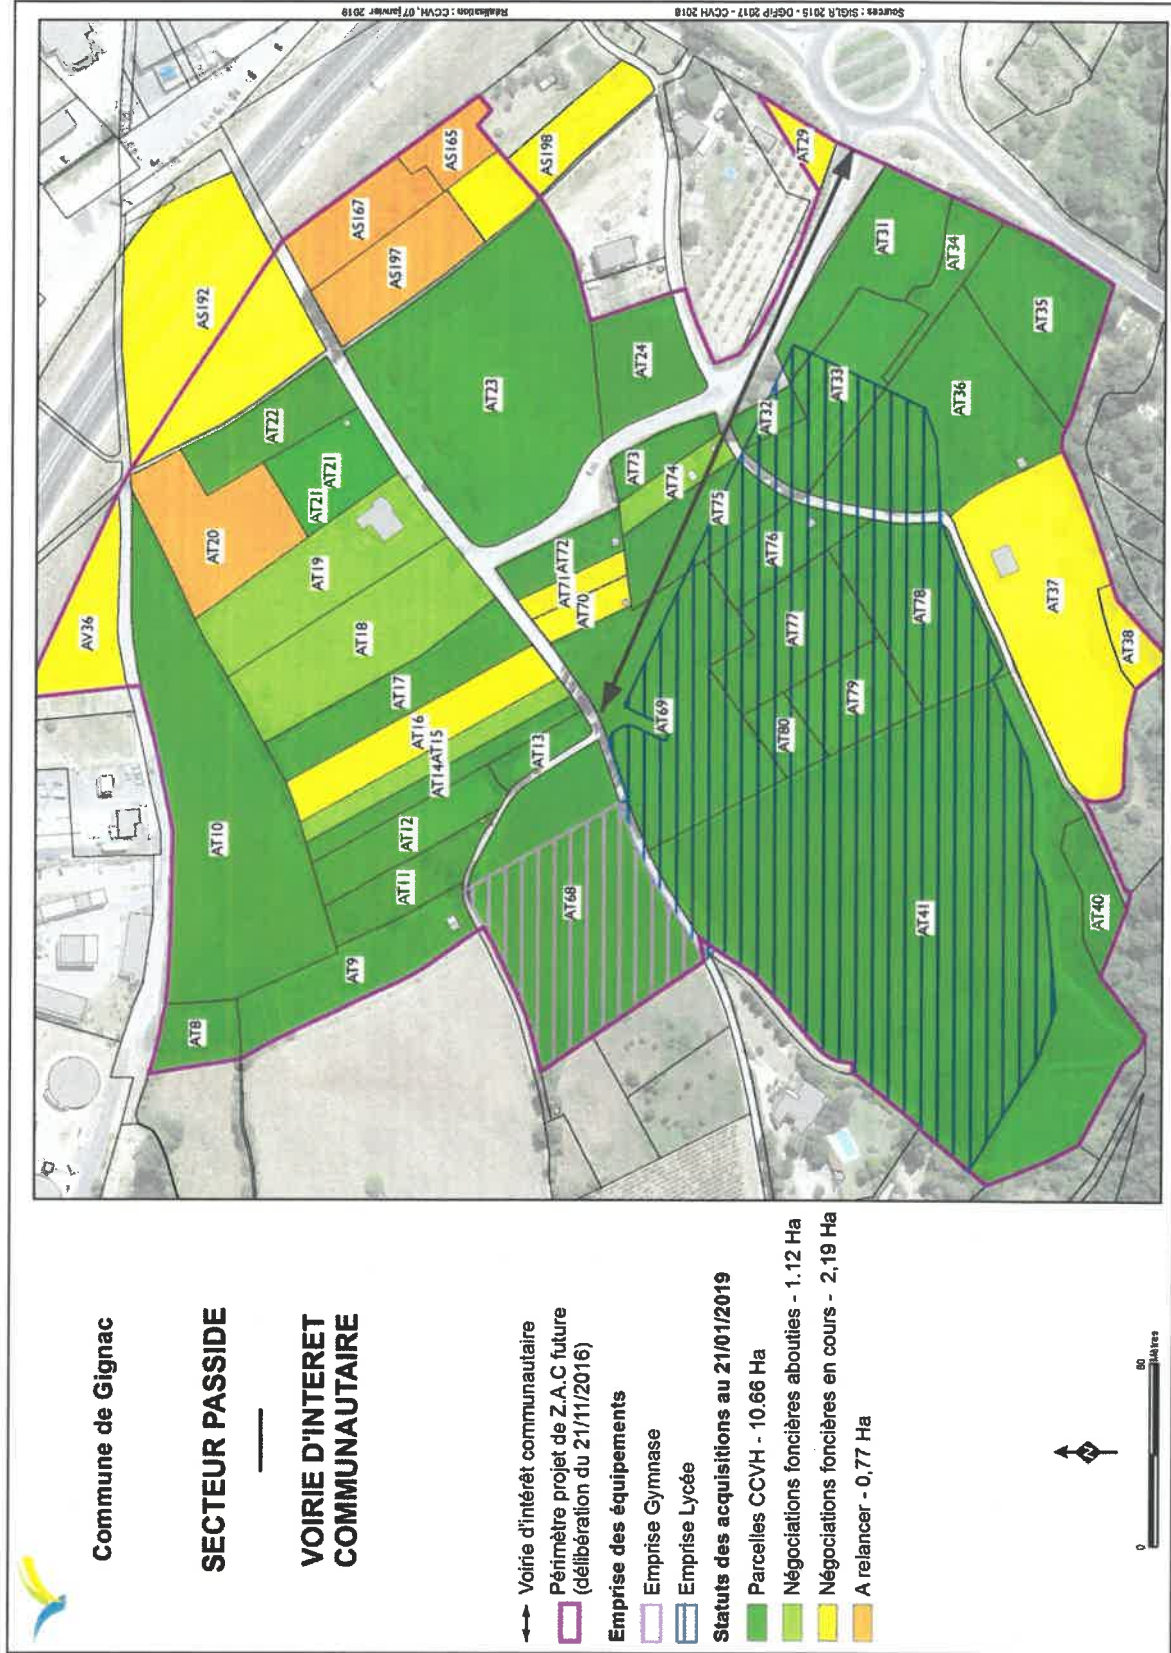 Commune de Gignac
SECTEUR PASSIDE
VOIRIE D'INTERET
COMMUNAUTAIRE
Voirie d'intérêt communautaire
Périmètre projet de Z.A.C future
(délibération du 21/11/2016)
Emprise des équipements
Emprise Gymnase
Emprise Lycée
Statuts des acquisitions au 21/01/2019
Parcelles CCVH - 10.66 Ha
Négociations foncières abouties - 1.12 Ha
Négociations foncières en cours - 2,19 Ha
A relancer - 0,77 Ha
N
0 60
Mètres
AV36
AS192
AS167
AS165
AS197
AS198
AT29
AT8
AT10
AT20
AT22
AT21
AT21
AT19
AT18
AT17
AT16
AT14AT15
AT13
AT12
AT11
AT9
AT23
AT24
AT31
AT34
AT35
AT36
AT33
AT32
AT73
AT74
AT75
AT71AT72
AT70
AT76
AT77
AT78
AT79
AT80
AT69
AT68
AT41
AT40
AT37
AT38
Réalisation : CCVH, 07 janvier 2019
Sources : SIGLR 2015 - DGFiP 2017 - CCVH 2018